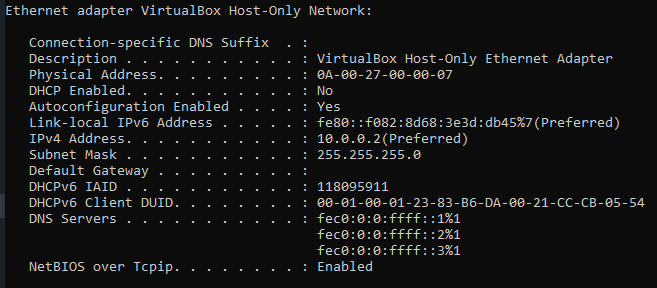 Ethernet adapter VirtualBox Host-Only Network:
Connection-specific DNS Suffix  . :
Description . . . . . . . . . . . : VirtualBox Host-Only Ethernet Adapter
Physical Address. . . . . . . . . : 0A-00-27-00-00-07
DHCP Enabled. . . . . . . . . . . : No
Autoconfiguration Enabled . . . . : Yes
Link-local IPv6 Address . . . . . : fe80::f082:8d68:3e3d:db45%7(Preferred)
IPv4 Address. . . . . . . . . . . : 10.0.0.2(Preferred)
Subnet Mask . . . . . . . . . . . : 255.255.255.0
Default Gateway . . . . . . . . . :
DHCPv6 IAID . . . . . . . . . . . : 118095911
DHCPv6 Client DUID. . . . . . . . : 00-01-00-01-23-83-B6-DA-00-21-CC-CB-05-54
DNS Servers . . . . . . . . . . . : fec0:0:0:ffff::1%1
fec0:0:0:ffff::2%1
fec0:0:0:ffff::3%1
NetBIOS over Tcpip. . . . . . . . : Enabled